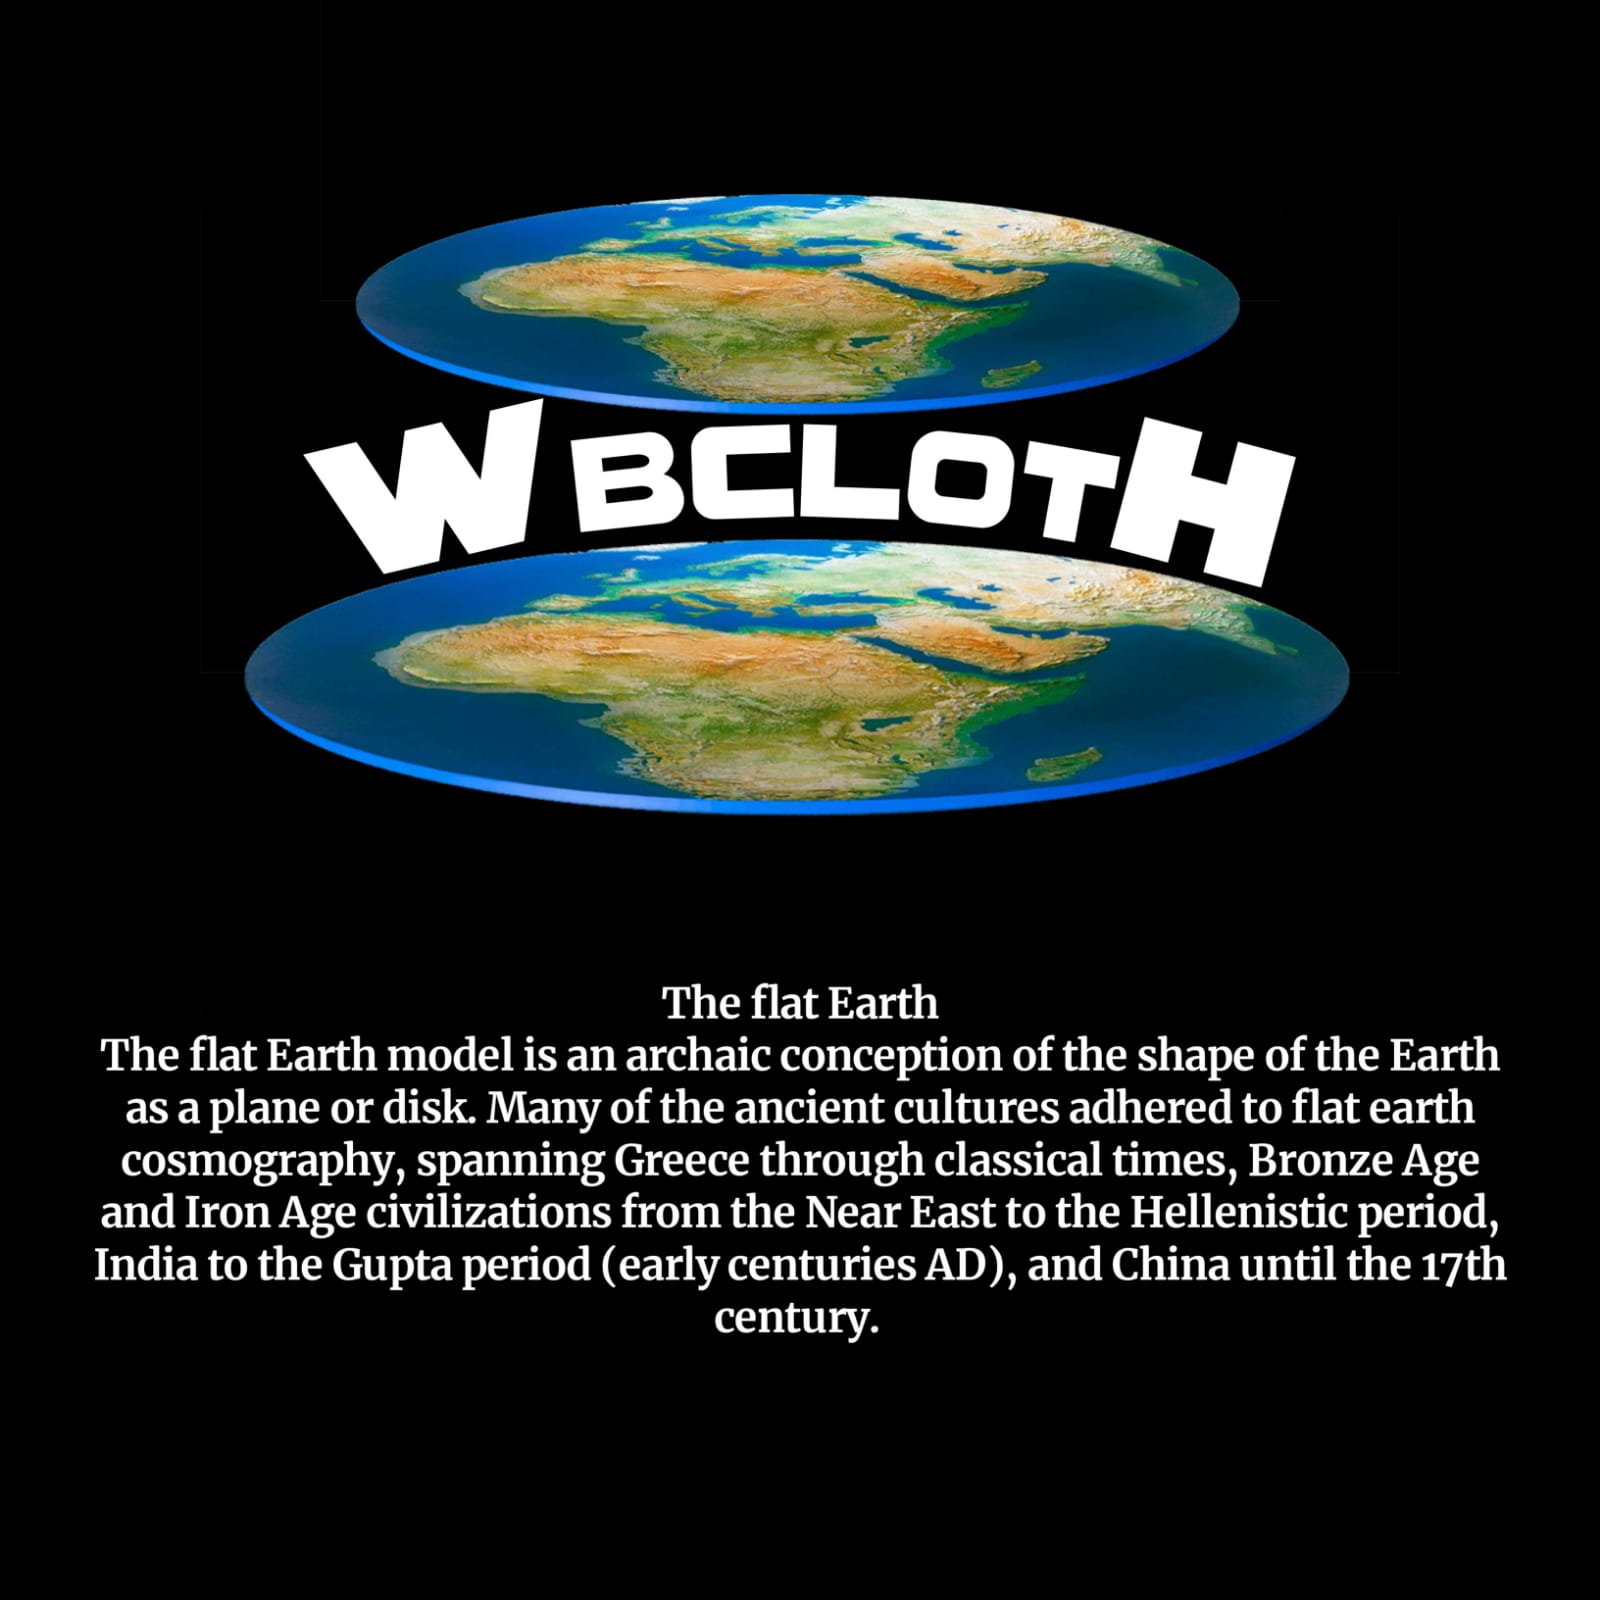 WBCLOTH
The flat Earth
The flat Earth model is an archaic conception of the shape of the Earth
as a plane or disk. Many of the ancient cultures adhered to flat earth
cosmography, spanning Greece through classical times, Bronze Age
and Iron Age civilizations from the Near East to the Hellenistic period,
India to the Gupta period (early centuries AD), and China until the 17th
century.